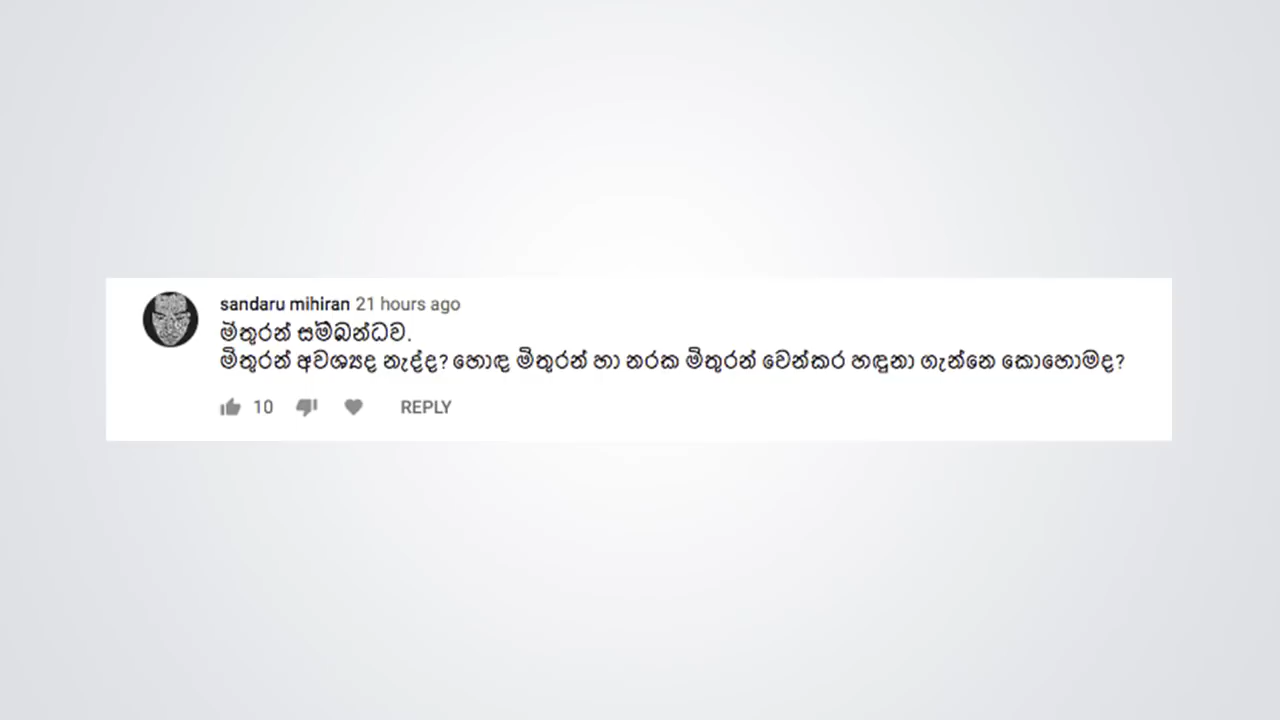 sandaru mihiran 21 hours ago
මිතුරන් සම්බන්ධව.
මිතුරන් අවශ්‍යද නැද්ද? හොඳ මිතුරන් හා නරක මිතුරන් වෙන්කර හඳුනා ගැන්නෙ කොහොමද?
10 REPLY